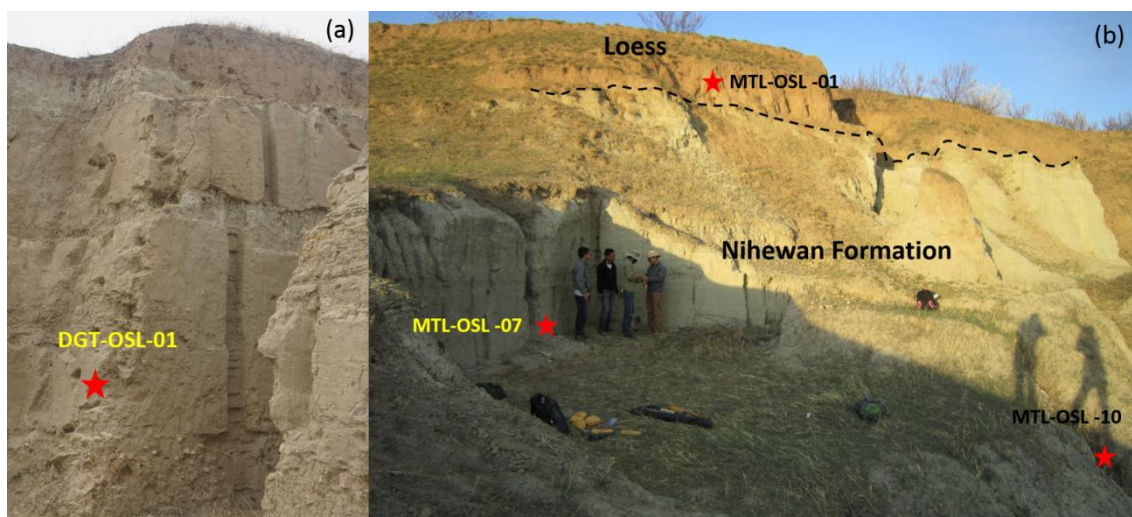 (a)
DGT-OSL-01
(b)
Loess
MTL-OSL -01
Nihewan Formation
MTL-OSL -07
MTL-OSL -10